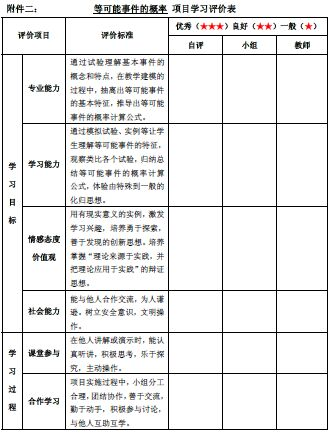 附件二： 等可能事件的概率 项目学习评价表
评价项目 评价标准 优秀（★★★）良好（★★）一般（★）
自评 小组 教师
学习目标
专业能力
通过试验理解基本事件的
概念和特点，在教学建模的
过程中，抽离出等可能事件
的基本特征，推导出等可能
事件的概率计算公式。
学习能力
通过模拟试验、实例等让学
生理解等可能事件的特征，
观察类比各个试验，归纳总
结等可能事件的概率计算
公式，体验由特殊到一般的
化归思想。
情感态度
价值观
用有现实意义的实例，激发
学习兴趣，培养勇于探索，
善于发现的创新思想。培养
掌握“理论来源于实践，并
把理论应用于实践”的辩证
思想。
社会能力
能与他人合作交流，为人谦
逊。树立安全意识，文明操
作。
学习过程
课堂参与
在他人讲解或演示时，能认
真听讲，积极思考，乐于探
究，主动操作。
合作学习
项目实施过程中，小组分工
合理，团结协作，善于交流，
勤于动手，积极参与讨论，
与他人互助互学。